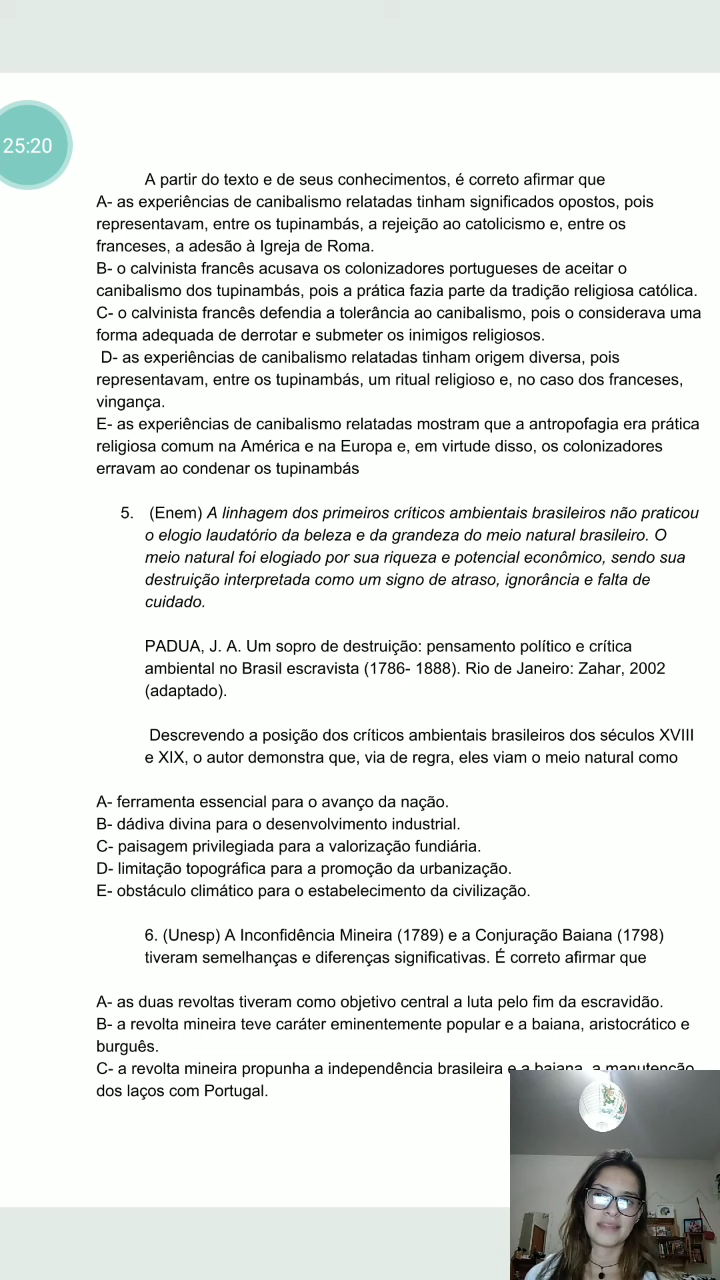 25:20
A partir do texto e de seus conhecimentos, é correto afirmar que
A- as experiências de canibalismo relatadas tinham significados opostos, pois
representavam, entre os tupinambás, a rejeição ao catolicismo e, entre os
franceses, a adesão à Igreja de Roma.
B- o calvinista francês acusava os colonizadores portugueses de aceitar o
canibalismo dos tupinambás, pois a prática fazia parte da tradição religiosa católica.
C- o calvinista francês defendia a tolerância ao canibalismo, pois o considerava uma
forma adequada de derrotar e submeter os inimigos religiosos.
D- as experiências de canibalismo relatadas tinham origem diversa, pois
representavam, entre os tupinambás, um ritual religioso e, no caso dos franceses,
vingança.
E- as experiências de canibalismo relatadas mostram que a antropofagia era prática
religiosa comum na América e na Europa e, em virtude disso, os colonizadores
erravam ao condenar os tupinambás
5. (Enem) A linhagem dos primeiros críticos ambientais brasileiros não praticou
o elogio laudatório da beleza e da grandeza do meio natural brasileiro. O
meio natural foi elogiado por sua riqueza e potencial econômico, sendo sua
destruição interpretada como um signo de atraso, ignorância e falta de
cuidado.
PADUA, J. A. Um sopro de destruição: pensamento político e crítica
ambiental no Brasil escravista (1786- 1888). Rio de Janeiro: Zahar, 2002
(adaptado).
Descrevendo a posição dos críticos ambientais brasileiros dos séculos XVIII
e XIX, o autor demonstra que, via de regra, eles viam o meio natural como
A- ferramenta essencial para o avanço da nação.
B- dádiva divina para o desenvolvimento industrial.
C- paisagem privilegiada para a valorização fundiária.
D- limitação topográfica para a promoção da urbanização.
E- obstáculo climático para o estabelecimento da civilização.
6. (Unesp) A Inconfidência Mineira (1789) e a Conjuração Baiana (1798)
tiveram semelhanças e diferenças significativas. É correto afirmar que
A- as duas revoltas tiveram como objetivo central a luta pelo fim da escravidão.
B- a revolta mineira teve caráter eminentemente popular e a baiana, aristocrático e
burguês.
C- a revolta mineira propunha a independência brasileira e a baiana, a manutenção
dos laços com Portugal.